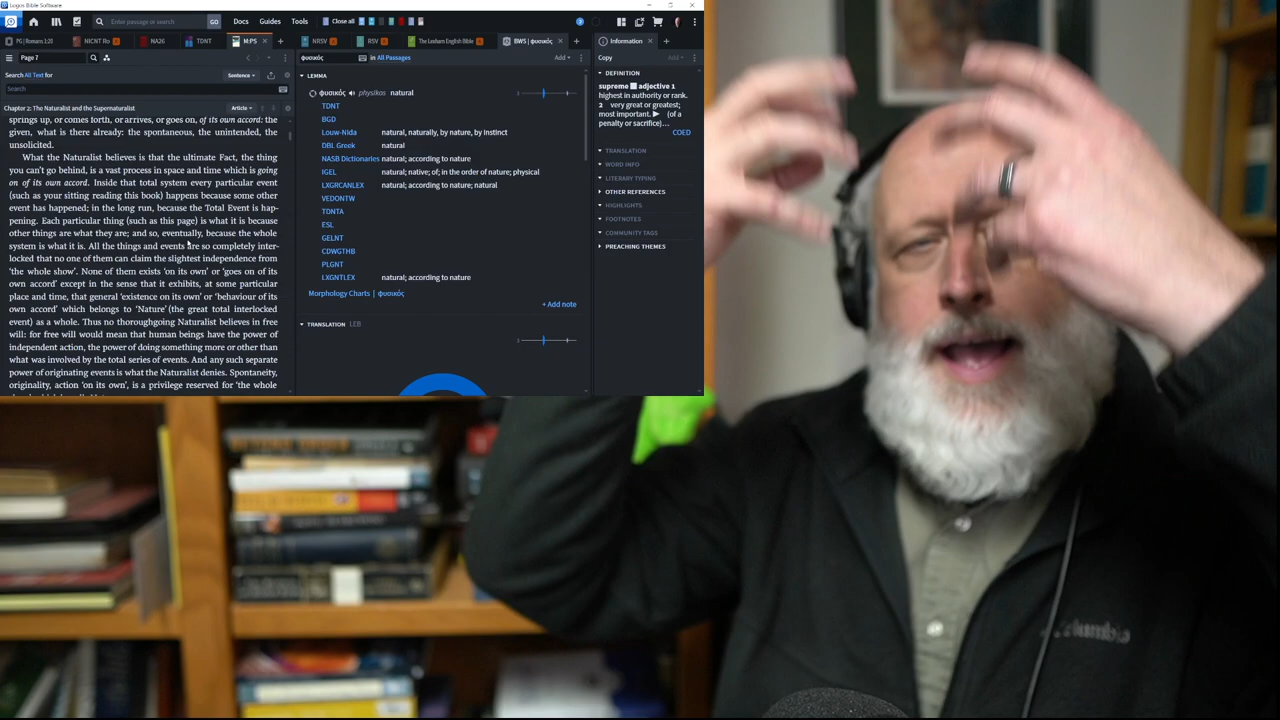 Logos Bible Software
Enter passage or search
GO
Docs
Guides
Tools
Close all
PG | Romans 1:20
NICNT Ro
NA26
TDNT
M:PS
NRSV
RSV
The Lexham English Bible
BWS | φυσικός
Information
Page 7
Search All Text for
Sentence
Search
Chapter 2: The Naturalist and the Supernaturalist
Article
springs up, or comes forth, or arrives, or goes on, of its own accord: the
given, what is there already: the spontaneous, the unintended, the
unsolicited.
What the Naturalist believes is that the ultimate Fact, the thing
you can't go behind, is a vast process in space and time which is going
on of its own accord. Inside that total system every particular event
(such as your sitting reading this book) happens because some other
event has happened; in the long run, because the Total Event is hap-
pening. Each particular thing (such as this page) is what it is because
other things are what they are; and so, eventually, because the whole
system is what it is. All the things and events are so completely inter-
locked that no one of them can claim the slightest independence from
'the whole show'. None of them exists 'on its own' or 'goes on of its
own accord' except in the sense that it exhibits, at some particular
place and time, that general 'existence on its own' or 'behaviour of its
own accord' which belongs to 'Nature' (the great total interlocked
event) as a whole. Thus no thoroughgoing Naturalist believes in free
will: for free will would mean that human beings have the power of
independent action, the power of doing something more or other than
what was involved by the total series of events. And any such separate
power of originating events is what the Naturalist denies. Spontaneity,
originality, action 'on its own', is a privilege reserved for 'the whole
φυσικός
in All Passages
Add
LEMMA
φυσικός physikos natural
TDNT
BGD
Louw-Nida natural, naturally, by nature, by instinct
DBL Greek natural
NASB Dictionaries natural; according to nature
IGEL natural; native; of; in the order of nature; physical
LXGRCANLEX natural; according to nature; natural
VEDONTW
TDNTA
ESL
GELNT
CDWGTHB
PLGNT
LXGNTLEX natural; according to nature
Morphology Charts | φυσικός
+ Add note
TRANSLATION LEB
Copy
Add
DEFINITION
supreme adjective 1
highest in authority or rank.
2 very great or greatest;
most important. ▶ (of a
penalty or sacrifice)…
COED
TRANSLATION
WORD INFO
LITERARY TYPING
OTHER REFERENCES
HIGHLIGHTS
FOOTNOTES
COMMUNITY TAGS
PREACHING THEMES
Columbia